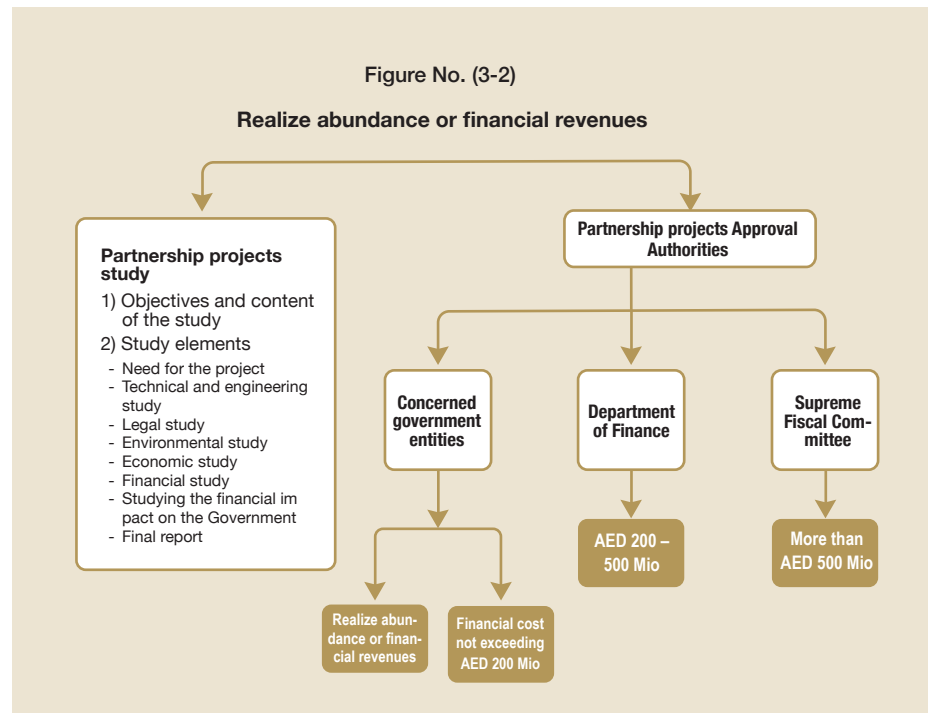 Figure No. (3-2)
Realize abundance or financial revenues
Partnership projects
study
1) Objectives and content
of the study
2) Study elements
- Need for the project
- Technical and engineering
study
- Legal study
- Environmental study
- Economic study
- Financial study
- Studying the financial im
pact on the Government
- Final report
Partnership projects Approval
Authorities
Concerned
government
entities
Department
of Finance
Supreme
Fiscal Com-
mittee
Realize abun-
dance or finan-
cial revenues
Financial cost
not exceeding
AED 200 Mio
AED 200 –
500 Mio
More than
AED 500 Mio